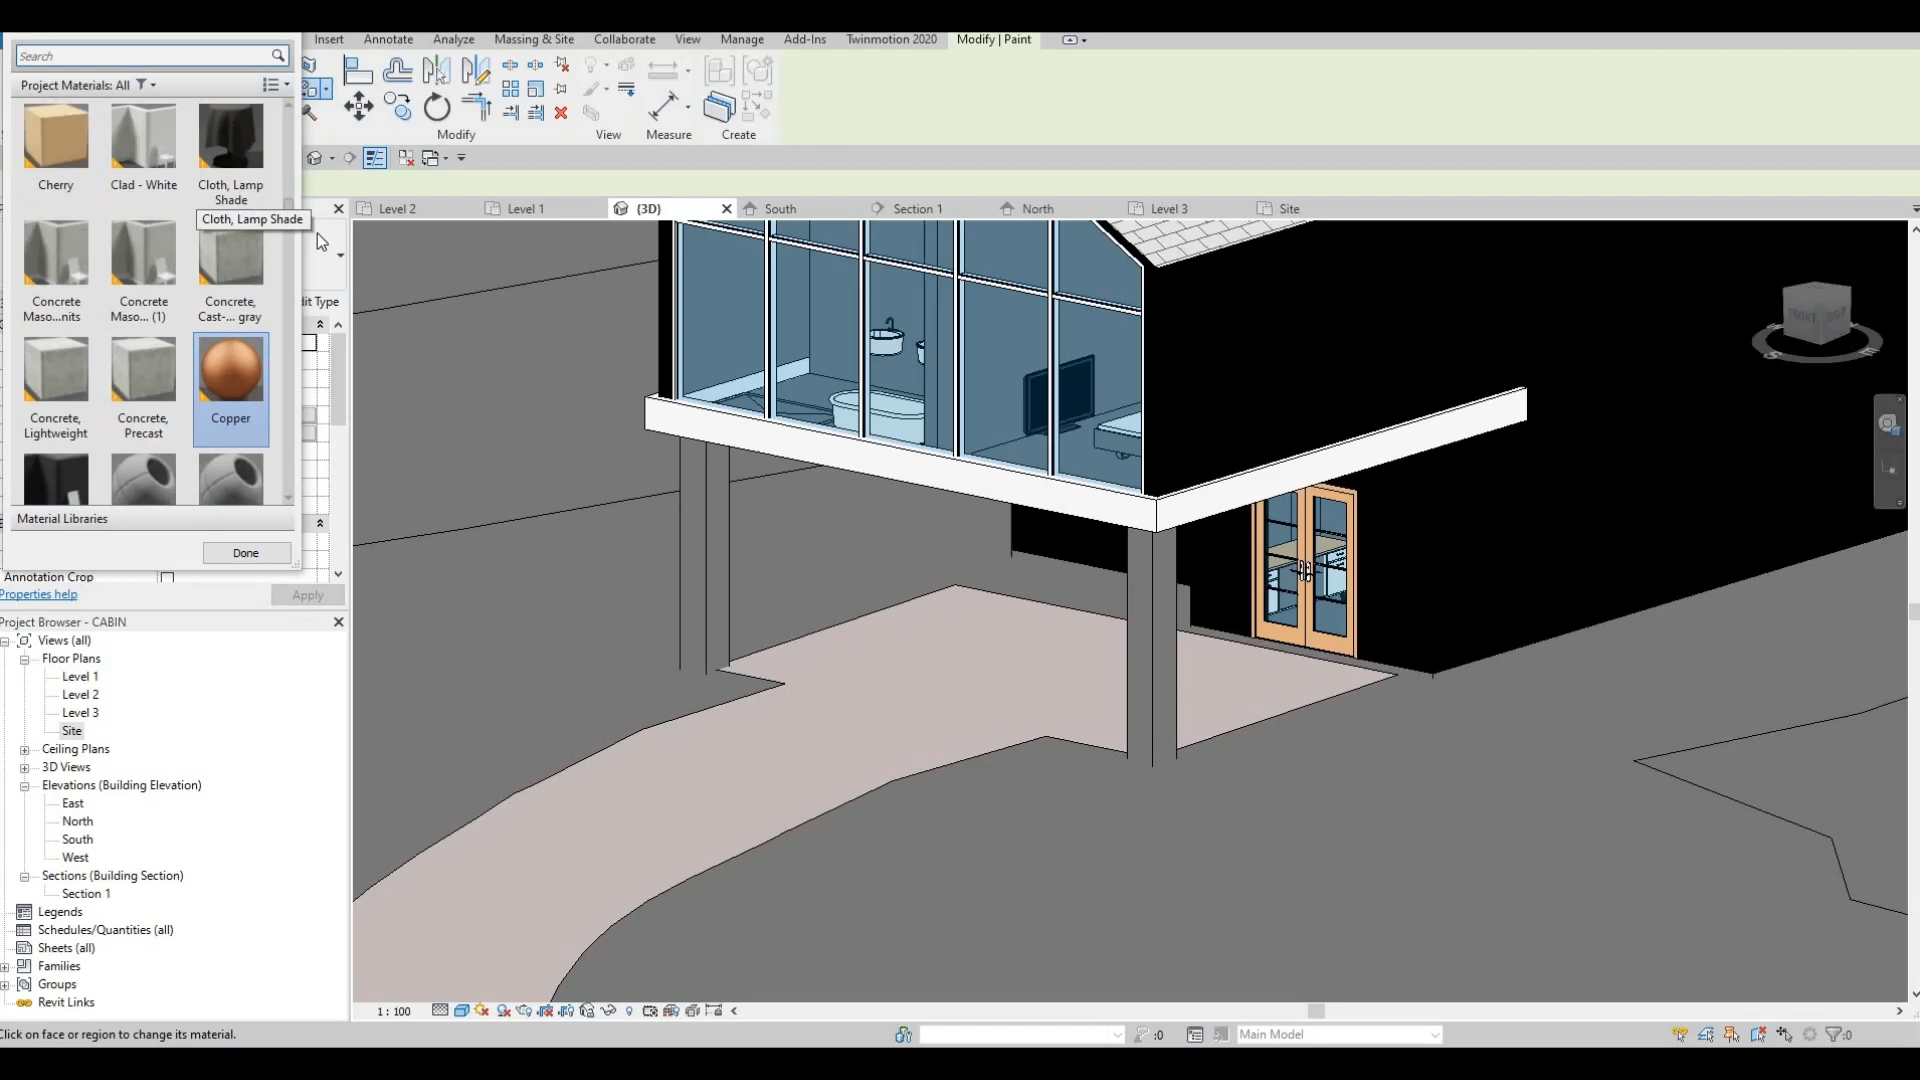 Search
Insert
Annotate
Analyze
Massing & Site
Collaborate
View
Manage
Add-Ins
Twinmotion 2020
Modify | Paint
Project Materials: All
Cherry
Clad - White
Cloth, Lamp
Shade
Cloth, Lamp Shade
Concrete
Maso...nits
Concrete
Maso... (1)
Concrete,
Cast-... gray
Concrete,
Lightweight
Concrete,
Precast
Copper
Material Libraries
Done
Modify
View
Measure
Create
Level 2
Level 1
{3D}
South
Section 1
North
Level 3
Site
dit Type
Annotation Crop
Properties help
Apply
Project Browser - CABIN
Views (all)
Floor Plans
Level 1
Level 2
Level 3
Site
Ceiling Plans
3D Views
Elevations (Building Elevation)
East
North
South
West
Sections (Building Section)
Section 1
Legends
Schedules/Quantities (all)
Sheets (all)
Families
Groups
Revit Links
FRONT
S
E
1 : 100
Click on face or region to change its material.
:0
Main Model
:0